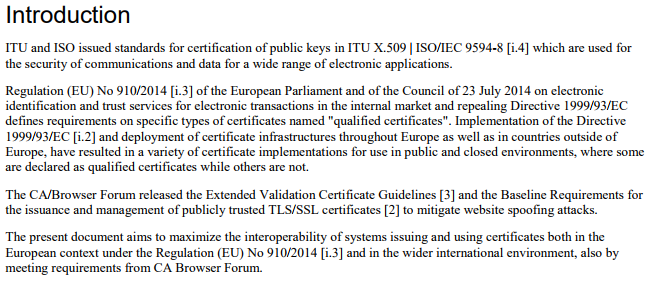 Introduction
ITU and ISO issued standards for certification of public keys in ITU X.509 | ISO/IEC 9594-8 [i.4] which are used for
the security of communications and data for a wide range of electronic applications.
Regulation (EU) No 910/2014 [i.3] of the European Parliament and of the Council of 23 July 2014 on electronic
identification and trust services for electronic transactions in the internal market and repealing Directive 1999/93/EC
defines requirements on specific types of certificates named "qualified certificates". Implementation of the Directive
1999/93/EC [i.2] and deployment of certificate infrastructures throughout Europe as well as in countries outside of
Europe, have resulted in a variety of certificate implementations for use in public and closed environments, where some
are declared as qualified certificates while others are not.
The CA/Browser Forum released the Extended Validation Certificate Guidelines [3] and the Baseline Requirements for
the issuance and management of publicly trusted TLS/SSL certificates [2] to mitigate website spoofing attacks.
The present document aims to maximize the interoperability of systems issuing and using certificates both in the
European context under the Regulation (EU) No 910/2014 [i.3] and in the wider international environment, also by
meeting requirements from CA Browser Forum.